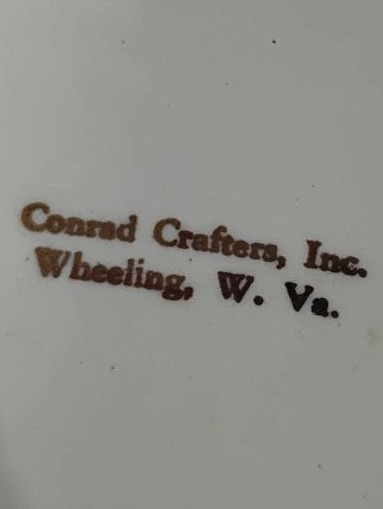 Conrad Crafters, Inc.
Wheeling, W. Va.